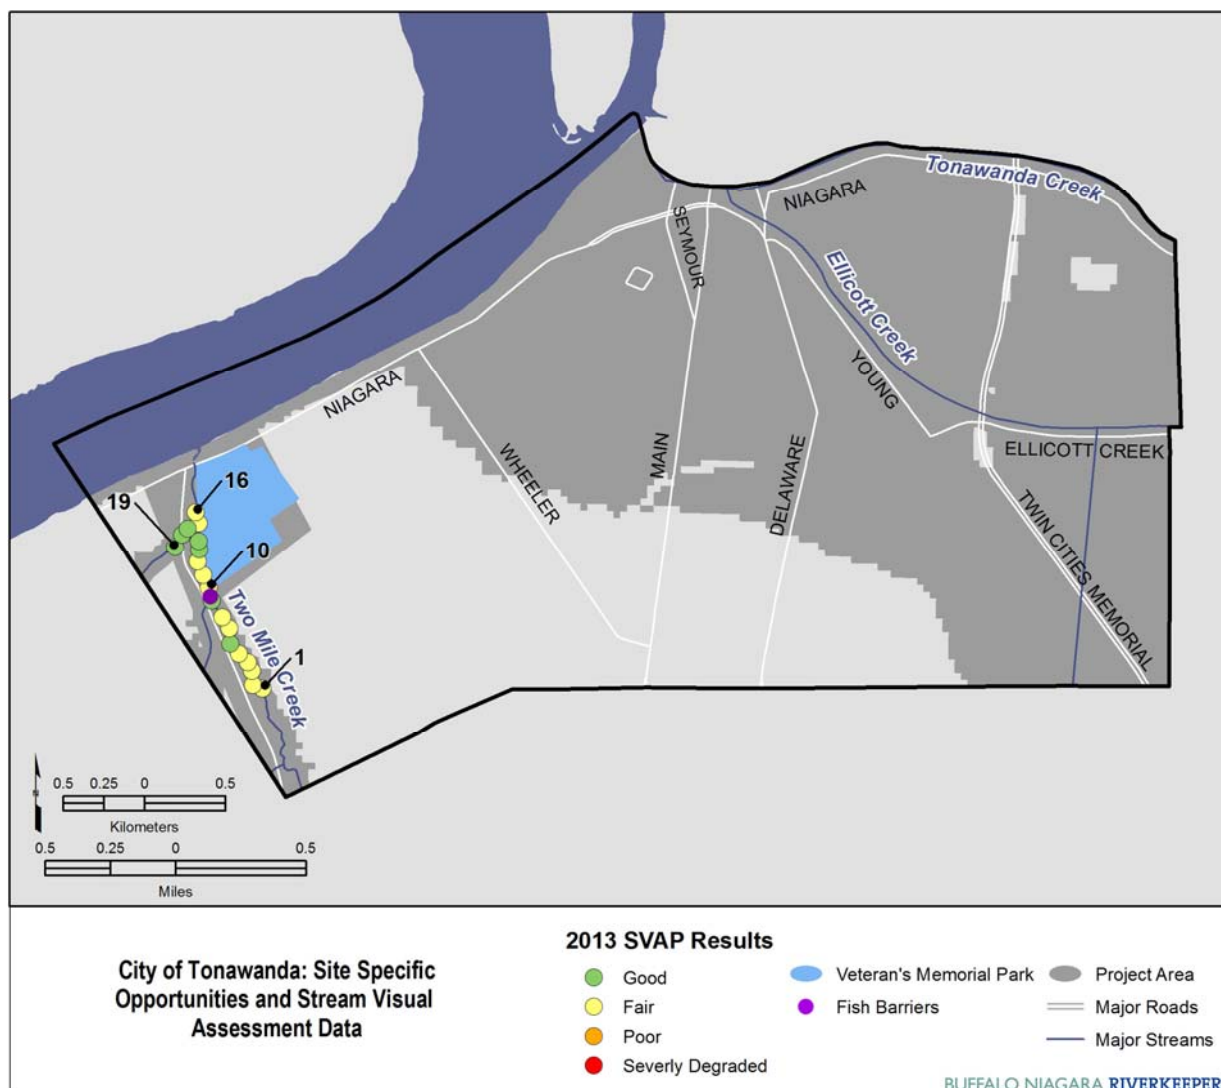 Tonawanda Creek
NIAGARA
SEYMOUR
Ellicott Creek
YOUNG
NIAGARA
WHEELER
MAIN
DELAWARE
ELLICOTT CREEK
TWIN CITIES MEMORIAL
16
19
10
Two Mile Creek
1
N
0.5 0.25 0 0.5
Kilometers
0.5 0.25 0 0.5
Miles
City of Tonawanda: Site Specific
Opportunities and Stream Visual
Assessment Data
2013 SVAP Results
Good
Fair
Poor
Severly Degraded
Veteran's Memorial Park
Fish Barriers
Project Area
Major Roads
Major Streams
BUFFALO NIAGARA RIVERKEEPER